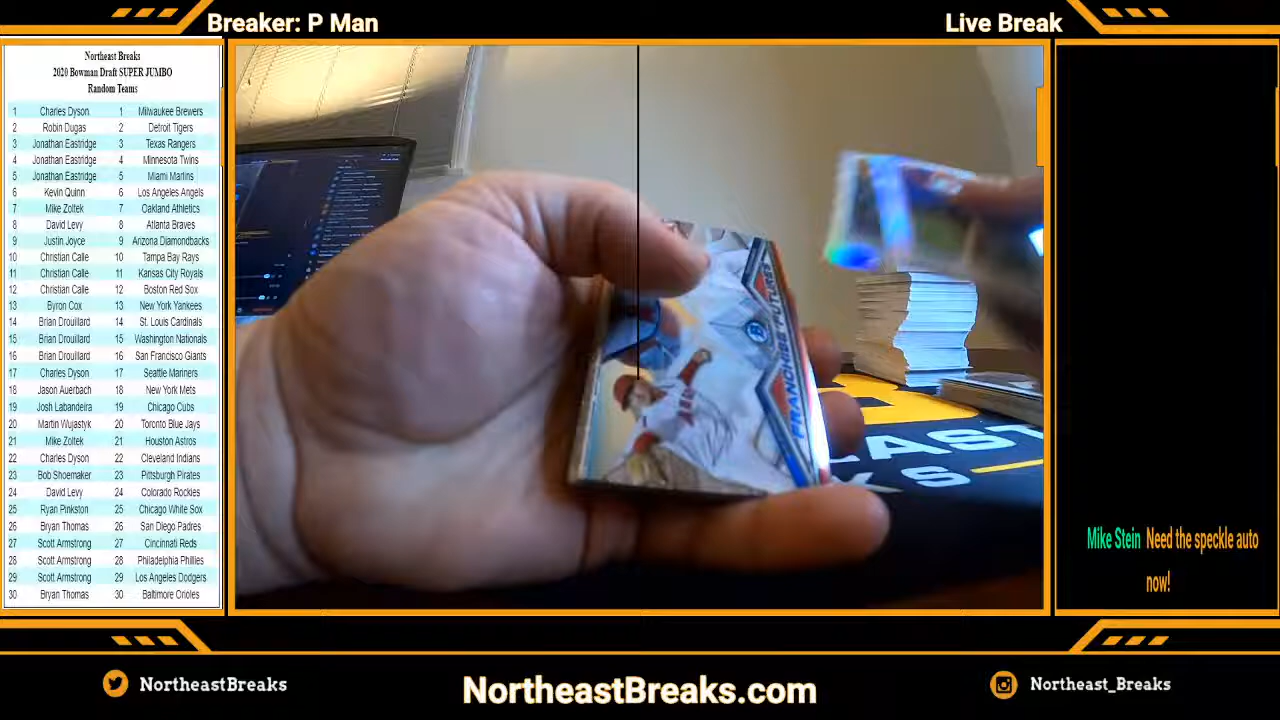 Breaker: P Man
Live Break
Northeast Breaks
2020 Bowman Draft SUPER JUMBO
Random Teams
1 Charles Dyson 1 Milwaukee Brewers
2 Robin Dugas 2 Detroit Tigers
3 Jonathan Eastridge 3 Texas Rangers
4 Jonathan Eastridge 4 Minnesota Twins
5 Jonathan Eastridge 5 Miami Marlins
6 Kevin Quinn 6 Los Angeles Angels
7 Mike Zoltek 7 Oakland Athletics
8 David Levy 8 Atlanta Braves
9 Justin Joyce 9 Arizona Diamondbacks
10 Christian Calle 10 Tampa Bay Rays
11 Christian Calle 11 Kansas City Royals
12 Christian Calle 12 Boston Red Sox
13 Byron Cox 13 New York Yankees
14 Brian Drouillard 14 St. Louis Cardinals
15 Brian Drouillard 15 Washington Nationals
16 Brian Drouillard 16 San Francisco Giants
17 Charles Dyson 17 Seattle Mariners
18 Jason Auerbach 18 New York Mets
19 Josh Labandeira 19 Chicago Cubs
20 Martin Wujastyk 20 Toronto Blue Jays
21 Mike Zoltek 21 Houston Astros
22 Charles Dyson 22 Cleveland Indians
23 Bob Shoemaker 23 Pittsburgh Pirates
24 David Levy 24 Colorado Rockies
25 Ryan Pinkston 25 Chicago White Sox
26 Bryan Thomas 26 San Diego Padres
27 Scott Armstrong 27 Cincinnati Reds
28 Scott Armstrong 28 Philadelphia Phillies
29 Scott Armstrong 29 Los Angeles Dodgers
30 Bryan Thomas 30 Baltimore Orioles
FRANCHISE FUTURES
AST
S
Mike Stein Need the speckle auto
now!
NortheastBreaks
NortheastBreaks.com
Northeast_Breaks